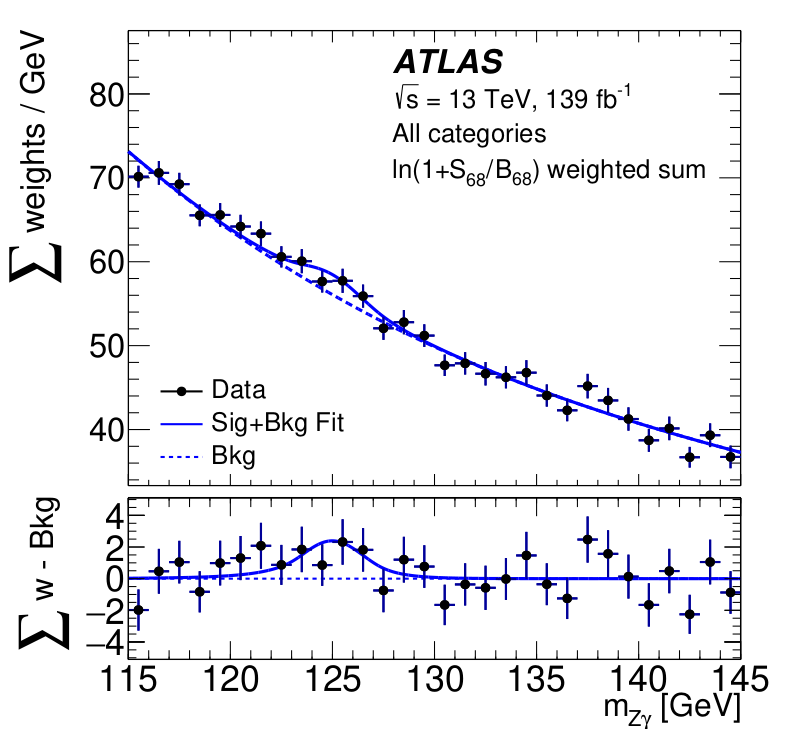 ∑ weights / GeV
80
70
60
50
40
ATLAS
√s = 13 TeV, 139 fb⁻¹
All categories
ln(1+S₆₈/B₆₈) weighted sum
Data
Sig+Bkg Fit
Bkg
∑ w - Bkg
4
2
0
−2
−4
115 120 125 130 135 140 145
m_Zγ [GeV]